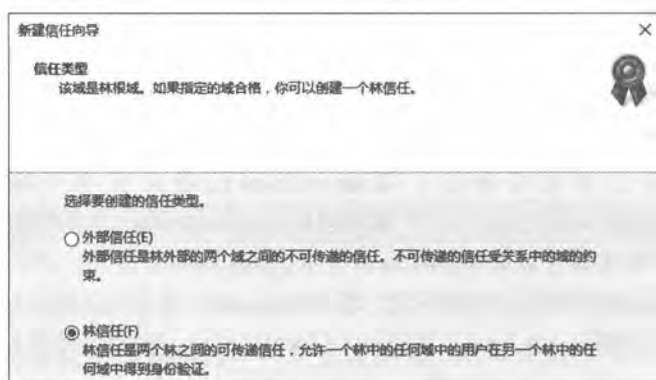 新建信任向导
信任类型
该域是林根域。如果指定的域合格，你可以创建一个林信任。
选择要创建的信任类型。
外部信任(E)
外部信任是林外部的两个域之间的不可传递的信任。不可传递的信任受关系中的域的约
束。
林信任(F)
林信任是两个林之间的可传递信任，允许一个林中的任何域中的用户在另一个林中的任
何域中得到身份验证。